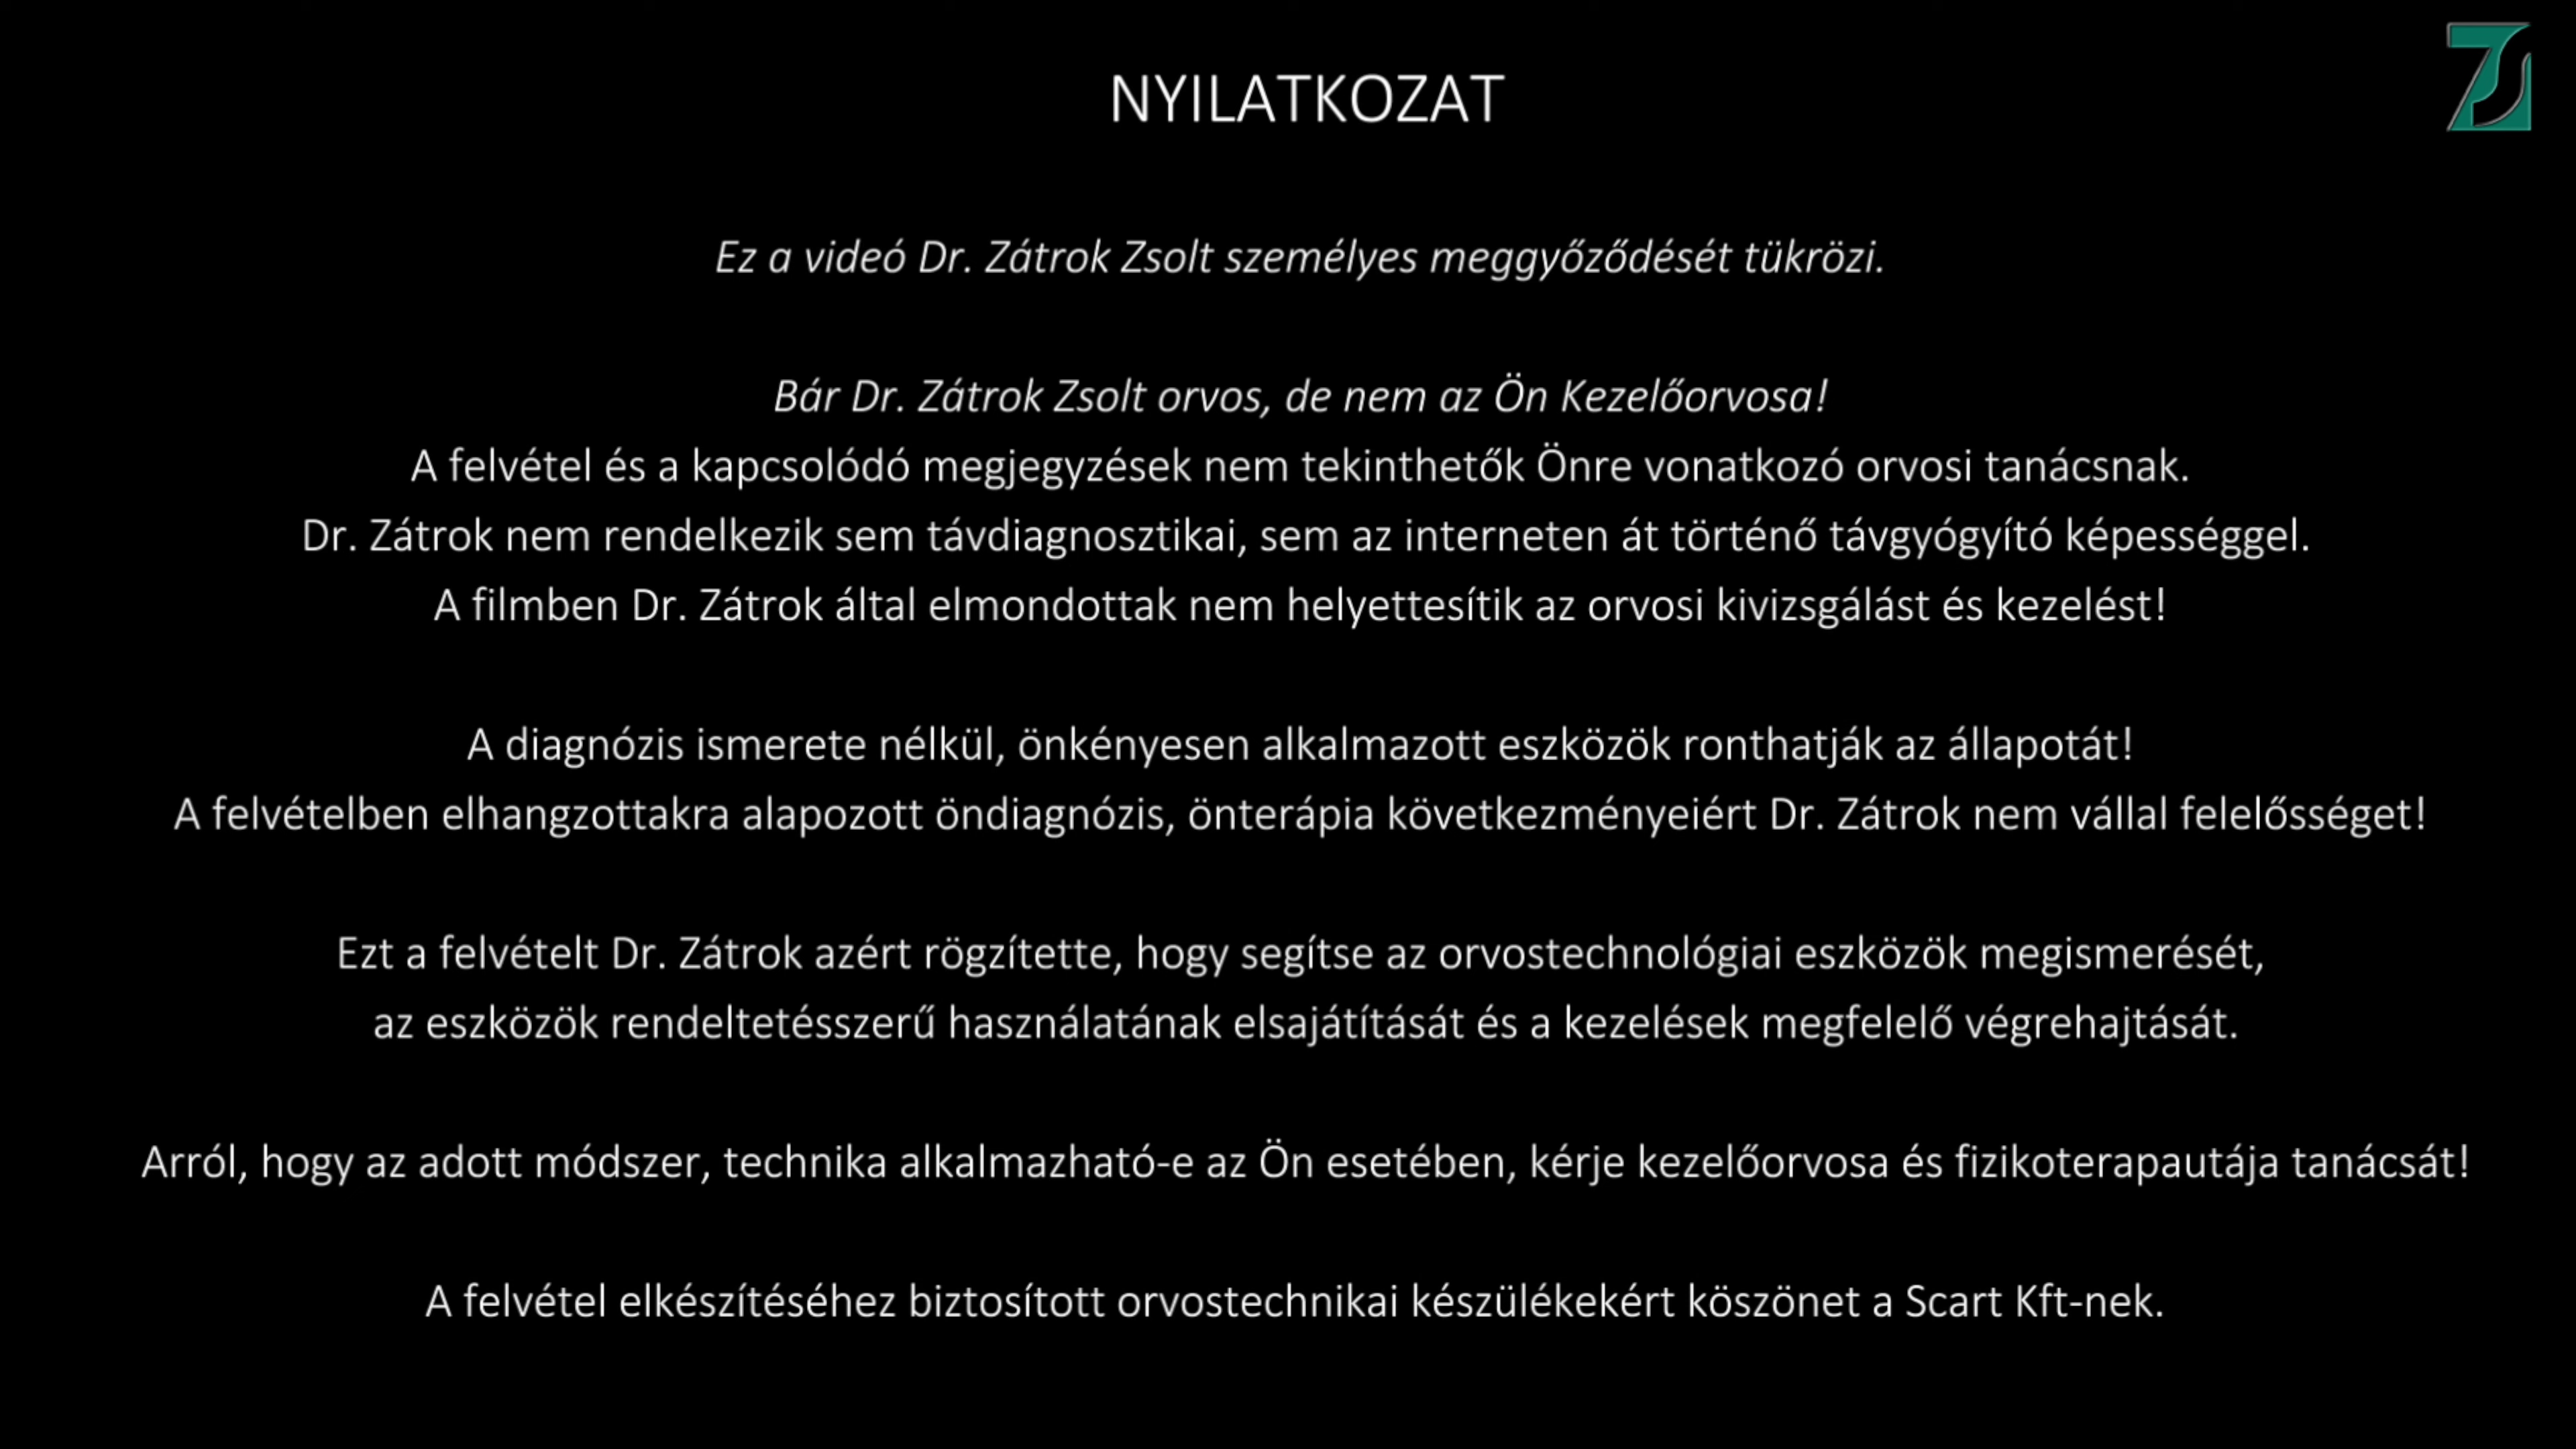 NYILATKOZAT
Ez a videó Dr. Zátrok Zsolt személyes meggyőződését tükrözi.
Bár Dr. Zátrok Zsolt orvos, de nem az Ön Kezelőorvosa!
A felvétel és a kapcsolódó megjegyzések nem tekinthetők Önre vonatkozó orvosi tanácsnak.
Dr. Zátrok nem rendelkezik sem távdiagnosztikai, sem az interneten át történő távgyógyító képességgel.
A filmben Dr. Zátrok által elmondottak nem helyettesítik az orvosi kivizsgálást és kezelést!
A diagnózis ismerete nélkül, önkényesen alkalmazott eszközök ronthatják az állapotát!
A felvételben elhangzottakra alapozott öndiagnózis, önterápia következményeiért Dr. Zátrok nem vállal felelősséget!
Ezt a felvételt Dr. Zátrok azért rögzítette, hogy segítse az orvostechnológiai eszközök megismerését,
az eszközök rendeltetésszerű használatának elsajátítását és a kezelések megfelelő végrehajtását.
Arról, hogy az adott módszer, technika alkalmazható-e az Ön esetében, kérje kezelőorvosa és fizikoterapautája tanácsát!
A felvétel elkészítéséhez biztosított orvostechnikai készülékekért köszönet a Scart Kft-nek.